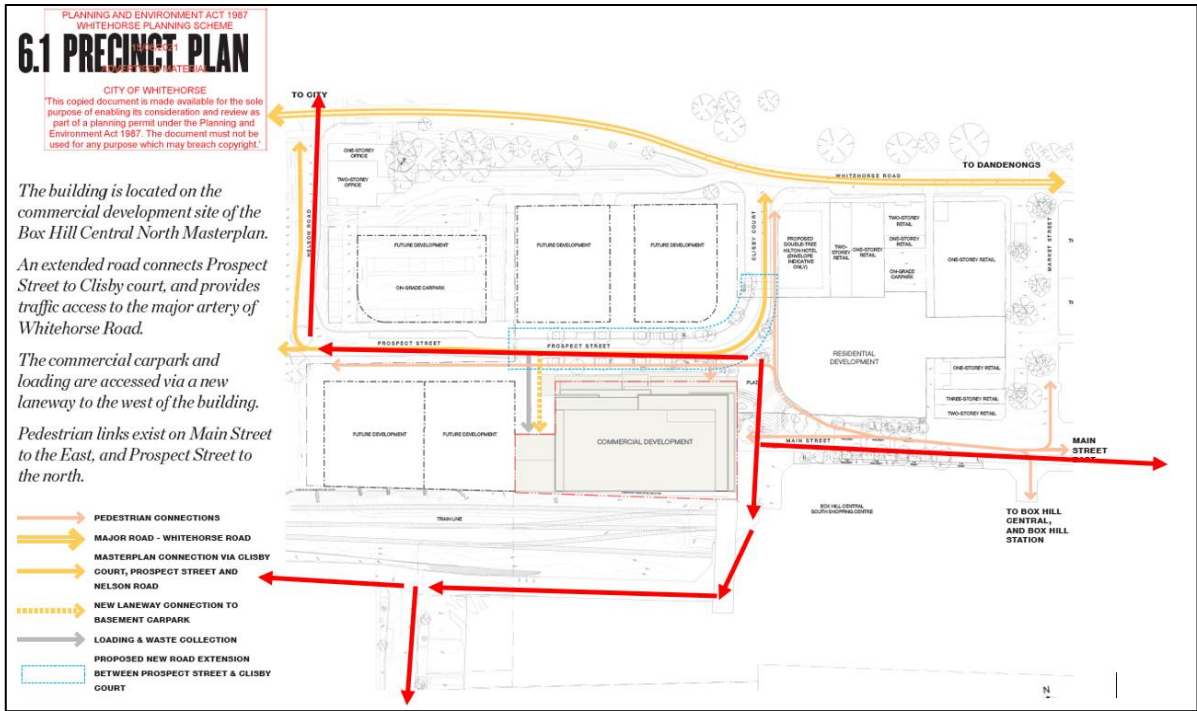 PLANNING AND ENVIRONMENT ACT 1987
WHITEHORSE PLANNING SCHEME
6.1 PRECINCT PLAN
ADVERTISED MATERIAL
CITY OF WHITEHORSE
'This copied document is made available for the sole
purpose of enabling its consideration and review as
part of a planning permit under the Planning and
Environment Act 1987. The document must not be
used for any purpose which may breach copyright.'
The building is located on the
commercial development site of the
Box Hill Central North Masterplan.
An extended road connects Prospect
Street to Clisby court, and provides
traffic access to the major artery of
Whitehorse Road.
The commercial carpark and
loading are accessed via a new
laneway to the west of the building.
Pedestrian links exist on Main Street
to the East, and Prospect Street to
the north.
PEDESTRIAN CONNECTIONS
MAJOR ROAD - WHITEHORSE ROAD
MASTERPLAN CONNECTION VIA CLISBY
COURT, PROSPECT STREET AND
NELSON ROAD
NEW LANEWAY CONNECTION TO
BASEMENT CARPARK
LOADING & WASTE COLLECTION
PROPOSED NEW ROAD EXTENSION
BETWEEN PROSPECT STREET & CLISBY
COURT
TO CITY
ONE-STOREY
OFFICE
TWO-STOREY
OFFICE
TO DANDENONGS
WHITEHORSE ROAD
NELSON ROAD
FUTURE DEVELOPMENT
ON-GRADE CARPARK
FUTURE DEVELOPMENT
FUTURE DEVELOPMENT
CLISBY COURT
PROPOSED
DOUBLE-TREE
HILTON HOTEL
(ENVELOPE
INDICATIVE
ONLY)
TWO-
STOREY
RETAIL
ONE-STOREY
RETAIL
TWO-STOREY
RETAIL
ONE-STOREY
RETAIL
ON-GRADE
CARPARK
ONE-STOREY RETAIL
MARKET STREET
PROSPECT STREET
PROSPECT STREET
RESIDENTIAL
DEVELOPMENT
ONE-STOREY RETAIL
THREE-STOREY RETAIL
TWO-STOREY RETAIL
FUTURE DEVELOPMENT
FUTURE DEVELOPMENT
COMMERCIAL DEVELOPMENT
MAIN STREET
MAIN
STREET
TRAIN LINE
BOX HILL CENTRAL
SOUTH SHOPPING CENTRE
TO BOX HILL
CENTRAL,
AND BOX HILL
STATION
N